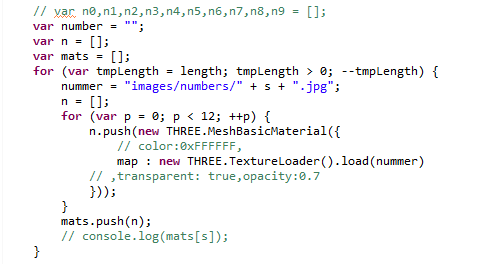 // var n0,n1,n2,n3,n4,n5,n6,n7,n8,n9 = [];
var number = "";
var n = [];
var mats = [];
for (var tmpLength = length; tmpLength > 0; --tmpLength) {
nummer = "images/numbers/" + s + ".jpg";
n = [];
for (var p = 0; p < 12; ++p) {
n.push(new THREE.MeshBasicMaterial({
// color:0xFFFFFF,
map : new THREE.TextureLoader().load(nummer)
// ,transparent: true,opacity:0.7
}));
}
mats.push(n);
// console.log(mats[s]);
}